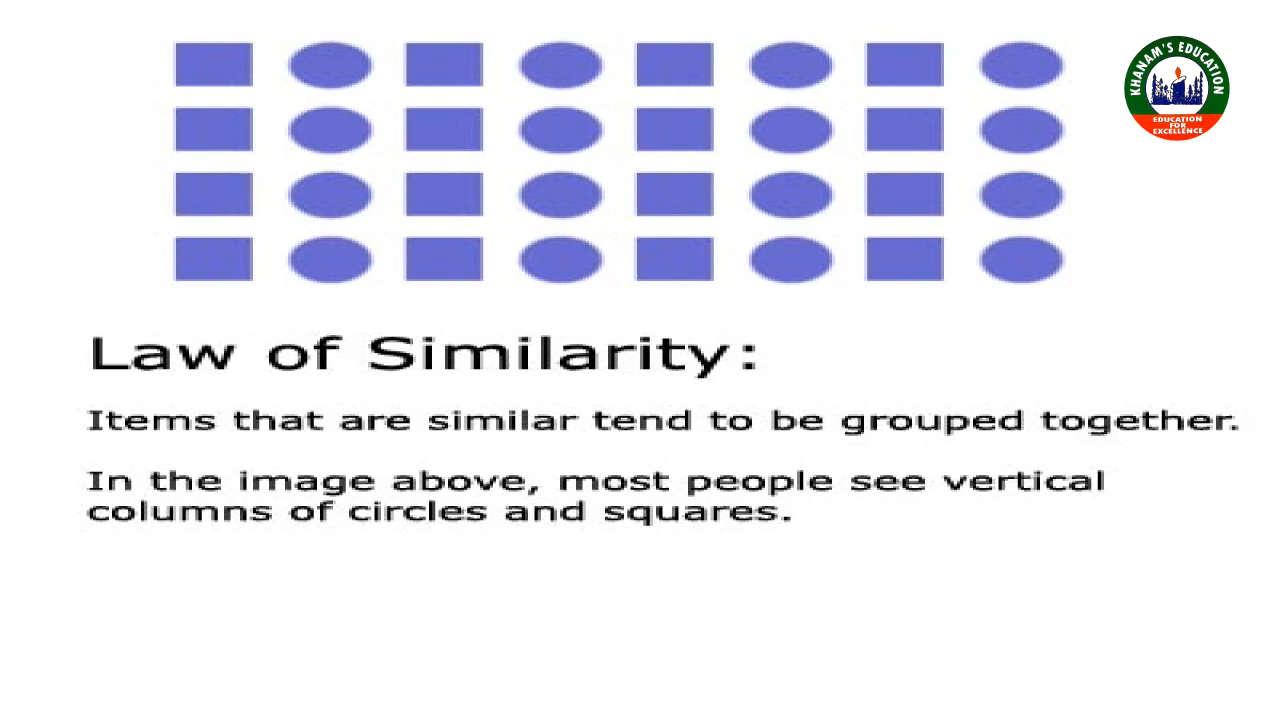 KHANAM'S EDUCATION
EDUCATION
FOR
EXCELLENCE
Law of Similarity:
Items that are similar tend to be grouped together.
In the image above, most people see vertical
columns of circles and squares.